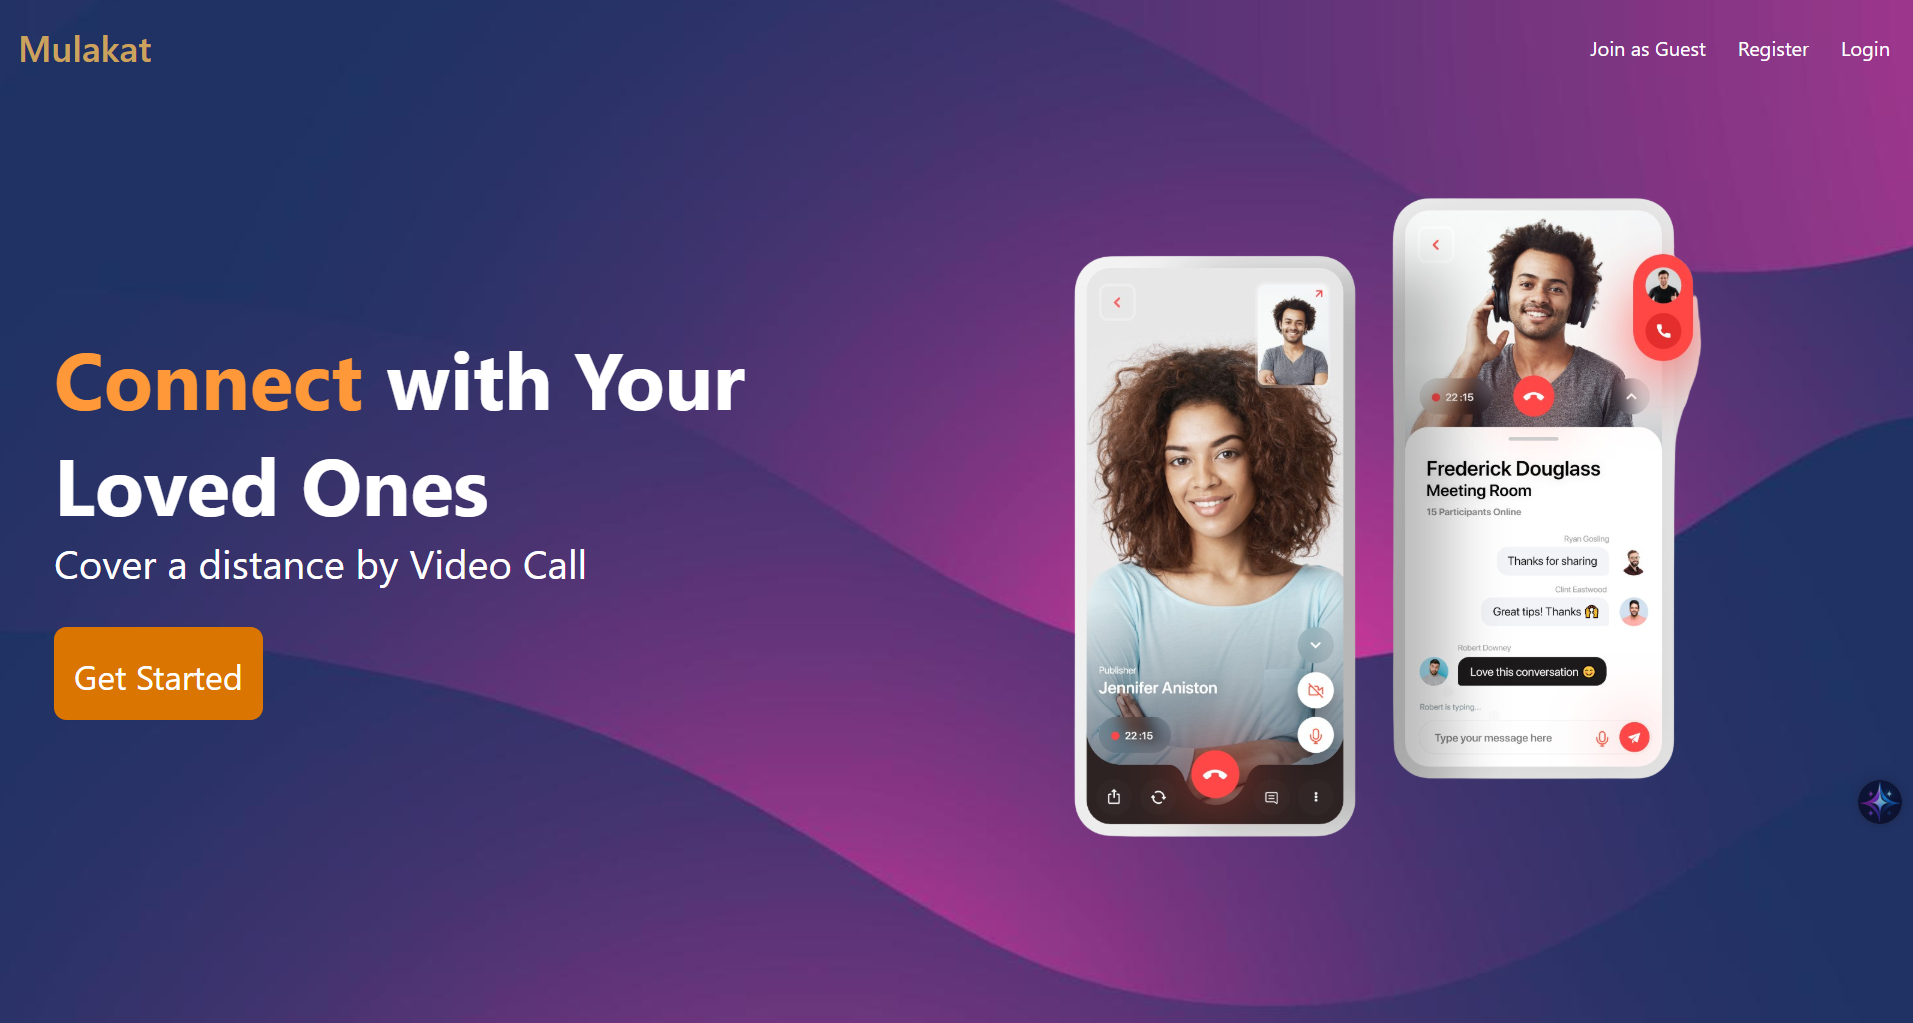 Mulakat
Join as Guest
Register
Login
Connect with Your
Loved Ones
Cover a distance by Video Call
Get Started
Publisher
Jennifer Aniston
22:15
22:15
Frederick Douglass
Meeting Room
15 Participants Online
Ryan Gosling
Thanks for sharing
Clint Eastwood
Great tips! Thanks 🙌
Robert Downey
Love this conversation 😊
Robert is typing...
Type your message here